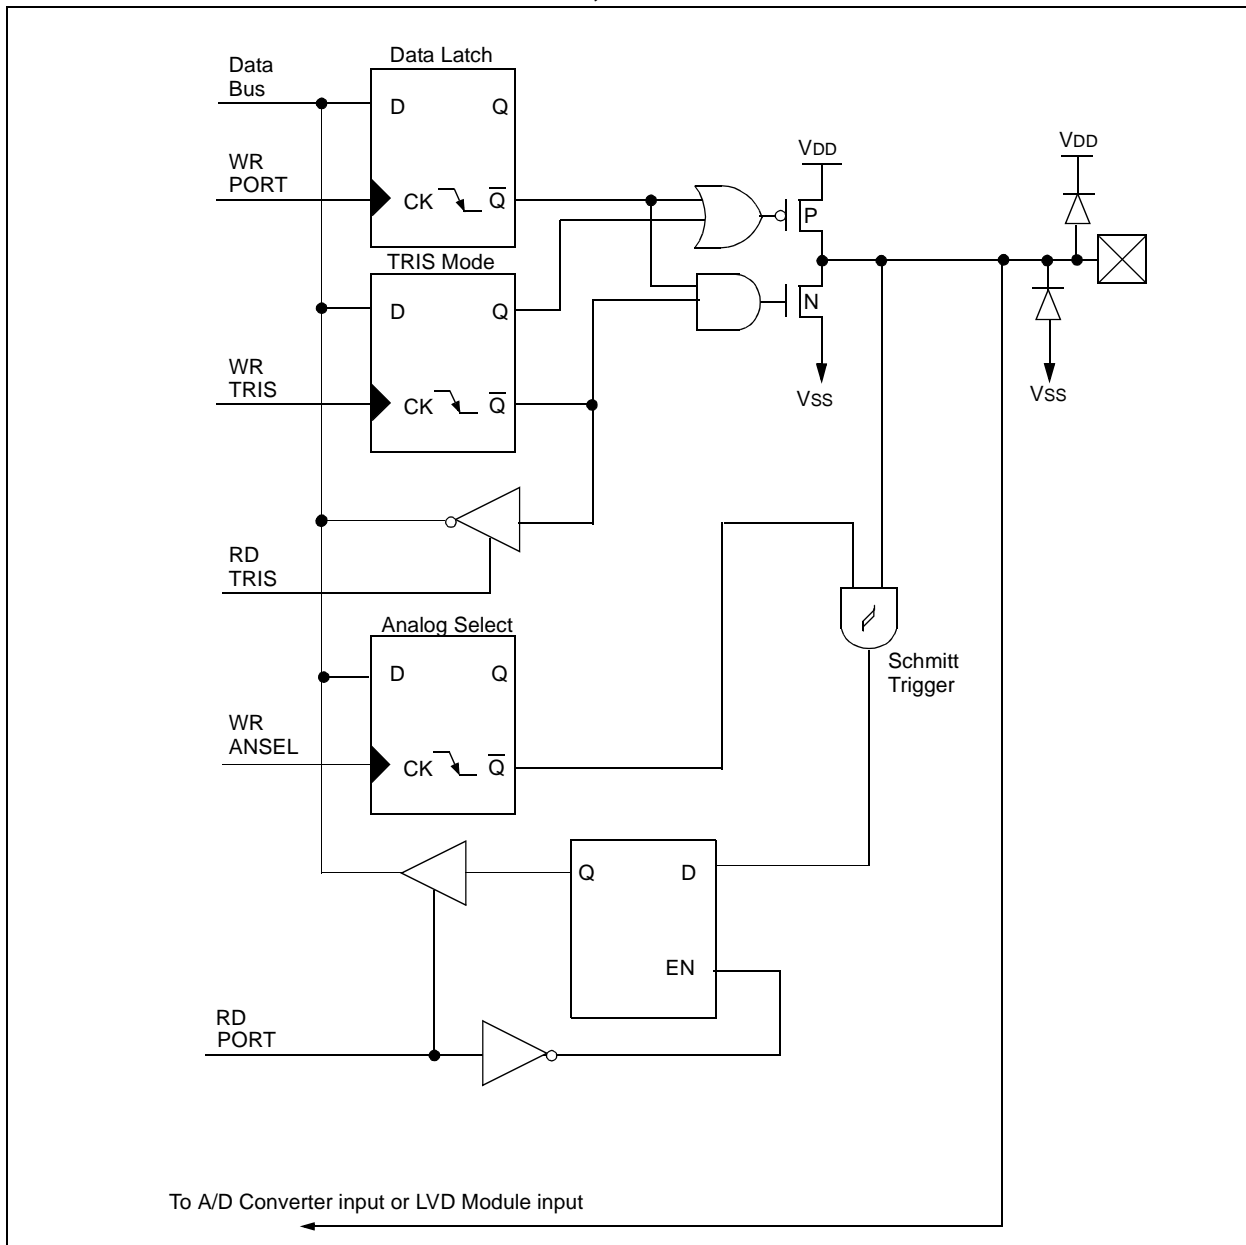 Data Latch
Data
Bus
D
Q
WR
PORT
CK
Q
VDD
P
VDD
TRIS Mode
D
Q
N
WR
TRIS
CK
Q
VSS
VSS
RD
TRIS
Analog Select
D
Q
Schmitt
Trigger
WR
ANSEL
CK
Q
Q
D
EN
RD
PORT
To A/D Converter input or LVD Module input